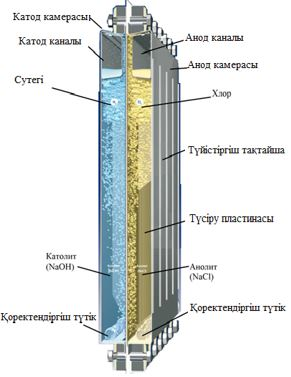 Катод камерасы
Катод каналы
Анод каналы
Анод камерасы
Сутегі
Хлор
Түйістіргіш тақтайша
Түсіру пластинасы
Католит
(NaOH)
Анолит
(NaCl)
Қоректендіргіш түтік
Қоректендіргіш түтік